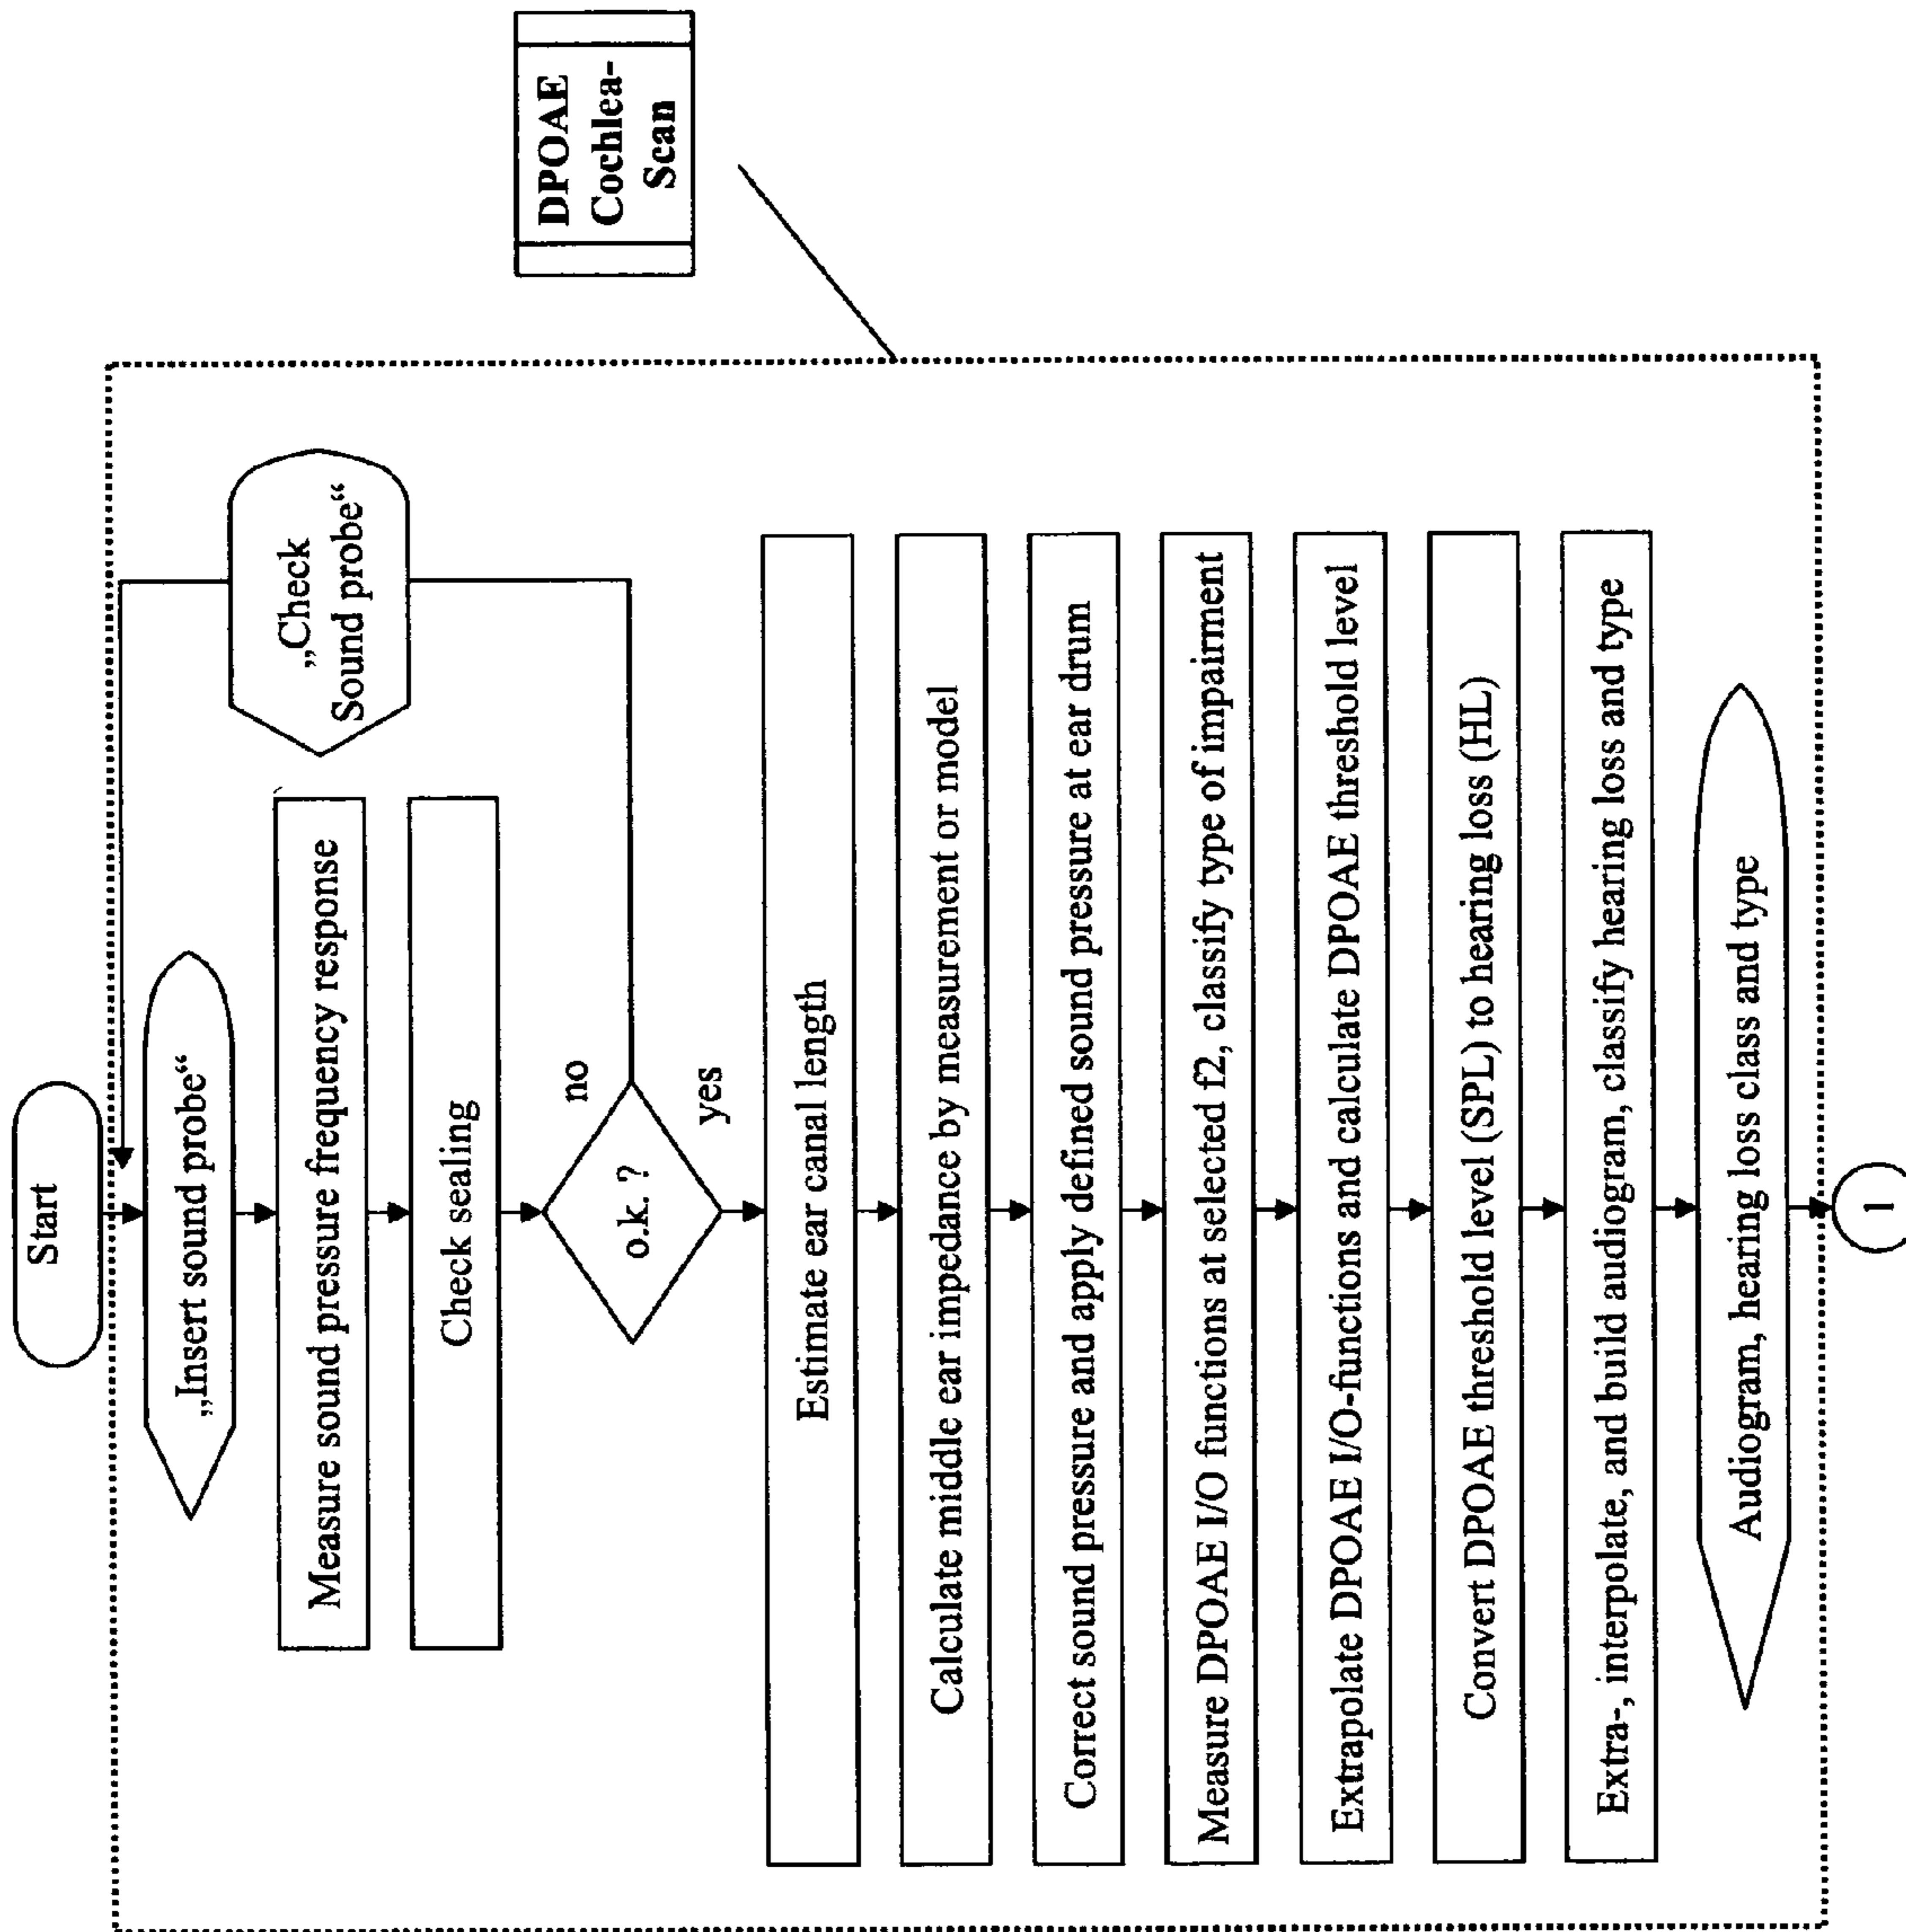 Start
„Insert sound probe“
Measure sound pressure frequency response
Check sealing
o.k. ?
no
yes
„Check
Sound probe“
Estimate ear canal length
Calculate middle ear impedance by measurement or model
Correct sound pressure and apply defined sound pressure at ear drum
Measure DPOAE I/O functions at selected f2, classify type of impairment
Extrapolate DPOAE I/O-functions and calculate DPOAE threshold level
Convert DPOAE threshold level (SPL) to hearing loss (HL)
Extra-, interpolate, and build audiogram, classify hearing loss and type
Audiogram, hearing loss class and type
1
DPOAE
Cochlea-
Scan